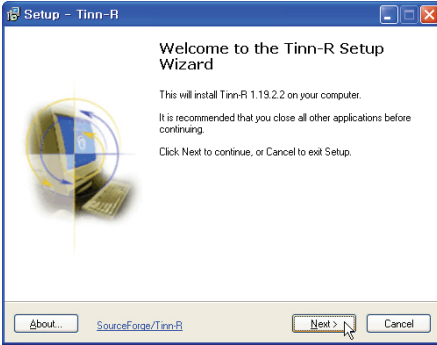 Setup - Tinn-R
Welcome to the Tinn-R Setup
Wizard
This will install Tinn-R 1.19.2.2 on your computer.
It is recommended that you close all other applications before
continuing.
Click Next to continue, or Cancel to exit Setup.
About...
SourceForge/Tinn-R
Next >
Cancel